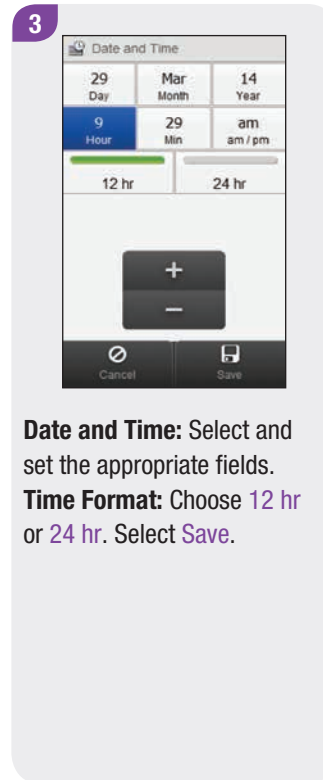 3
Date and Time
29 Mar 14
Day Month Year
9 29 am
Hour Min am / pm
12 hr 24 hr
+
−
Cancel Save
Date and Time: Select and
set the appropriate fields.
Time Format: Choose 12 hr
or 24 hr. Select Save.